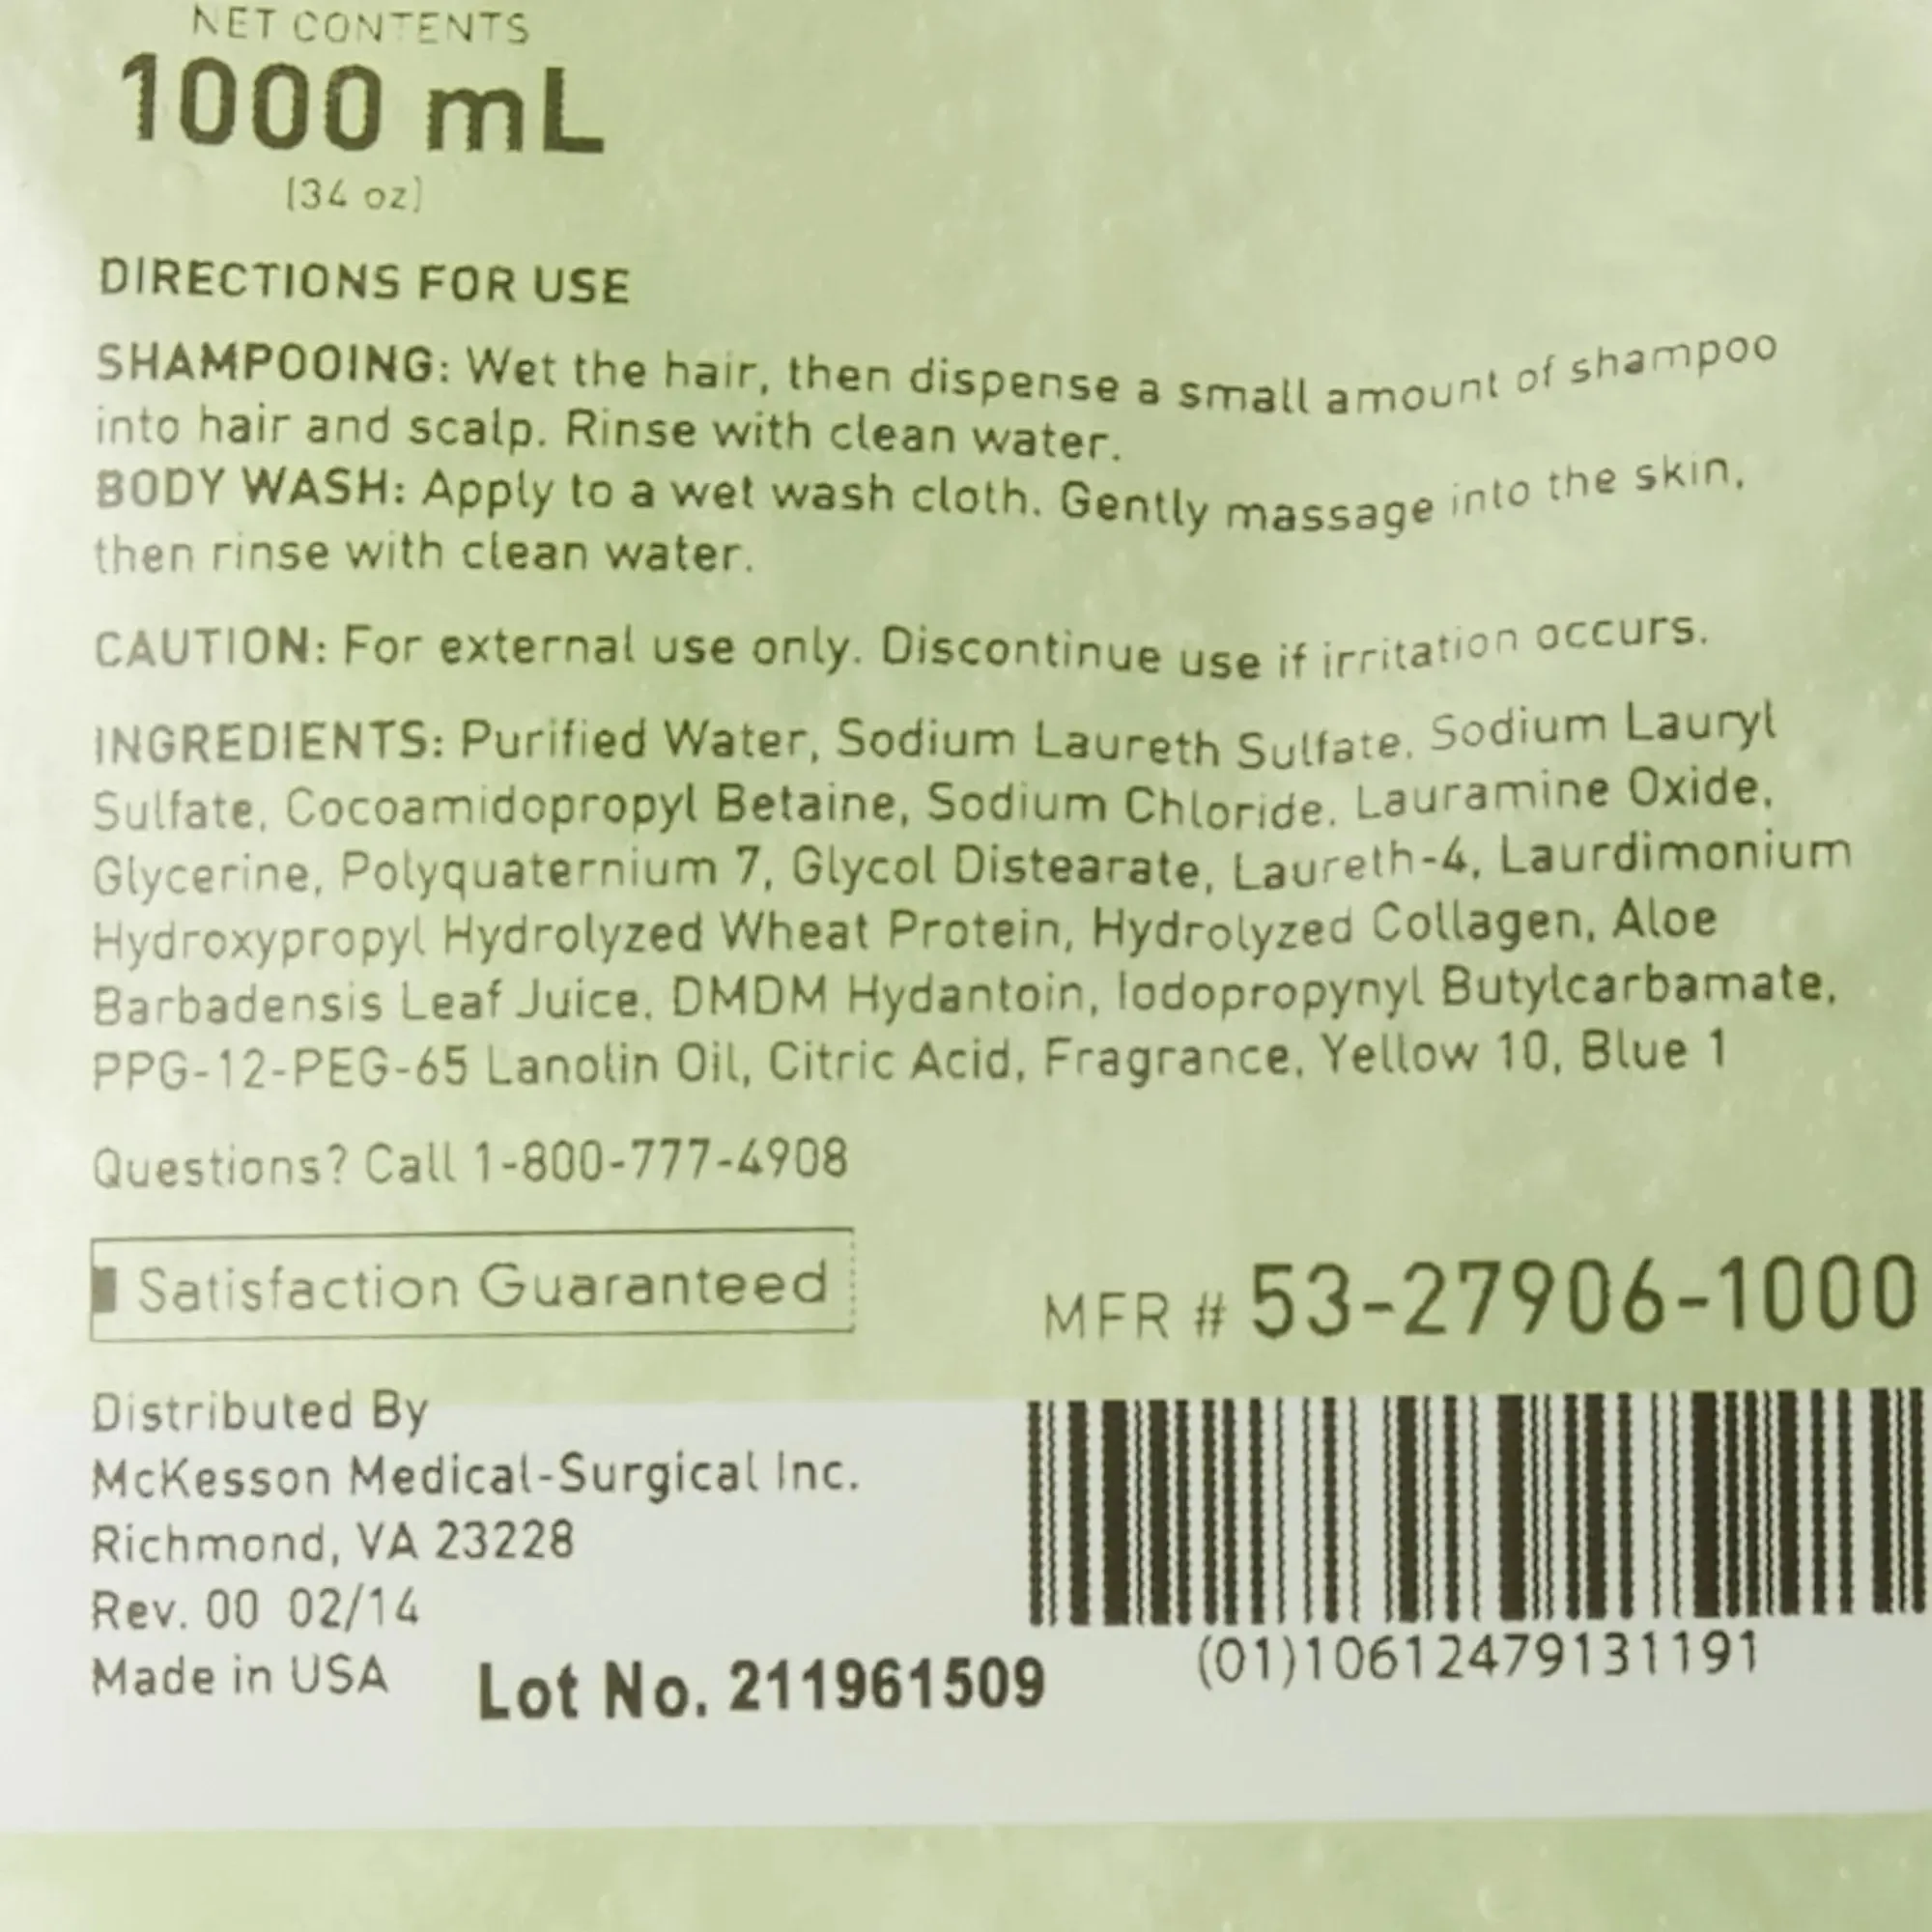 NET CONTENTS
1000 mL
(34 oz)
DIRECTIONS FOR USE
SHAMPOOING: Wet the hair, then dispense a small amount of shampoo
into hair and scalp. Rinse with clean water.
BODY WASH: Apply to a wet wash cloth. Gently massage into the skin,
then rinse with clean water.
CAUTION: For external use only. Discontinue use if irritation occurs.
INGREDIENTS: Purified Water, Sodium Laureth Sulfate, Sodium Lauryl
Sulfate, Cocoamidopropyl Betaine, Sodium Chloride, Lauramine Oxide,
Glycerine, Polyquaternium 7, Glycol Distearate, Laureth-4, Laurdimonium
Hydroxypropyl Hydrolyzed Wheat Protein, Hydrolyzed Collagen, Aloe
Barbadensis Leaf Juice, DMDM Hydantoin, Iodopropynyl Butylcarbamate,
PPG-12-PEG-65 Lanolin Oil, Citric Acid, Fragrance, Yellow 10, Blue 1
Questions? Call 1-800-777-4908
Satisfaction Guaranteed
MFR # 53-27906-1000
Distributed By
McKesson Medical-Surgical Inc.
Richmond, VA 23228
Rev. 00 02/14
Made in USA
Lot No. 211961509
(01)10612479131191